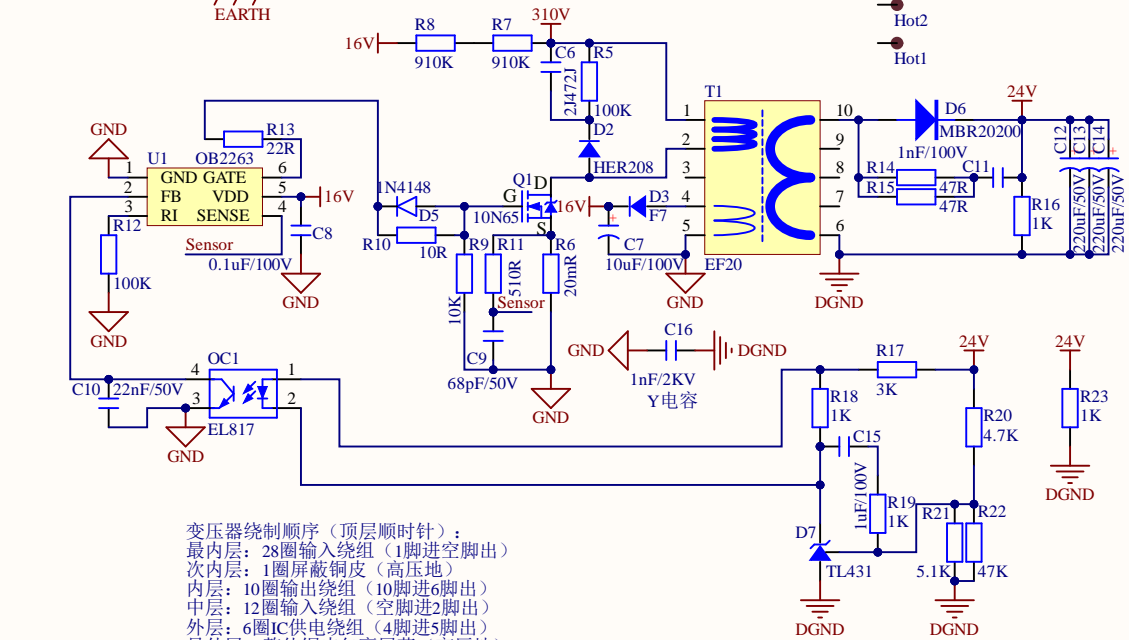 EARTH
Hot2
Hot1
310V
16V
R8
910K
R7
910K
C6
2J472J
R5
100K
D2
HER208
T1
1
2
3
4
5
10
9
8
7
6
EF20
24V
D6
MBR20200
1nF/100V
R14
47R
R15
47R
C11
R16
1K
C12
C13
C14
220uF/50V
220uF/50V
220uF/50V
DGND
GND
R13
22R
U1
OB2263
1
2
3
GND GATE
FB VDD
RI SENSE
6
5
4
16V
R12
100K
GND
Sensor
C8
0.1uF/100V
GND
1N4148
D5
R10
10R
Q1
D
G
S
10N65
16V
D3
F7
C7
10uF/100V
GND
R9
10K
R11
510R
Sensor
R6
20mR
C9
68pF/50V
GND
GND
C16
DGND
1nF/2KV
Y电容
OC1
4
3
1
2
EL817
C10
22nF/50V
GND
R17
3K
24V
24V
R18
1K
C15
1uF/100V
R19
1K
R20
4.7K
R23
1K
DGND
R21
5.1K
R22
47K
D7
TL431
DGND
DGND
变压器绕制顺序（顶层顺时针）：
最内层：28圈输入绕组（1脚进空脚出）
次内层：1圈屏蔽铜皮（高压地）
内层：10圈输出绕组（10脚进6脚出）
中层：12圈输入绕组（空脚进2脚出）
外层：6圈IC供电绕组（4脚进5脚出）